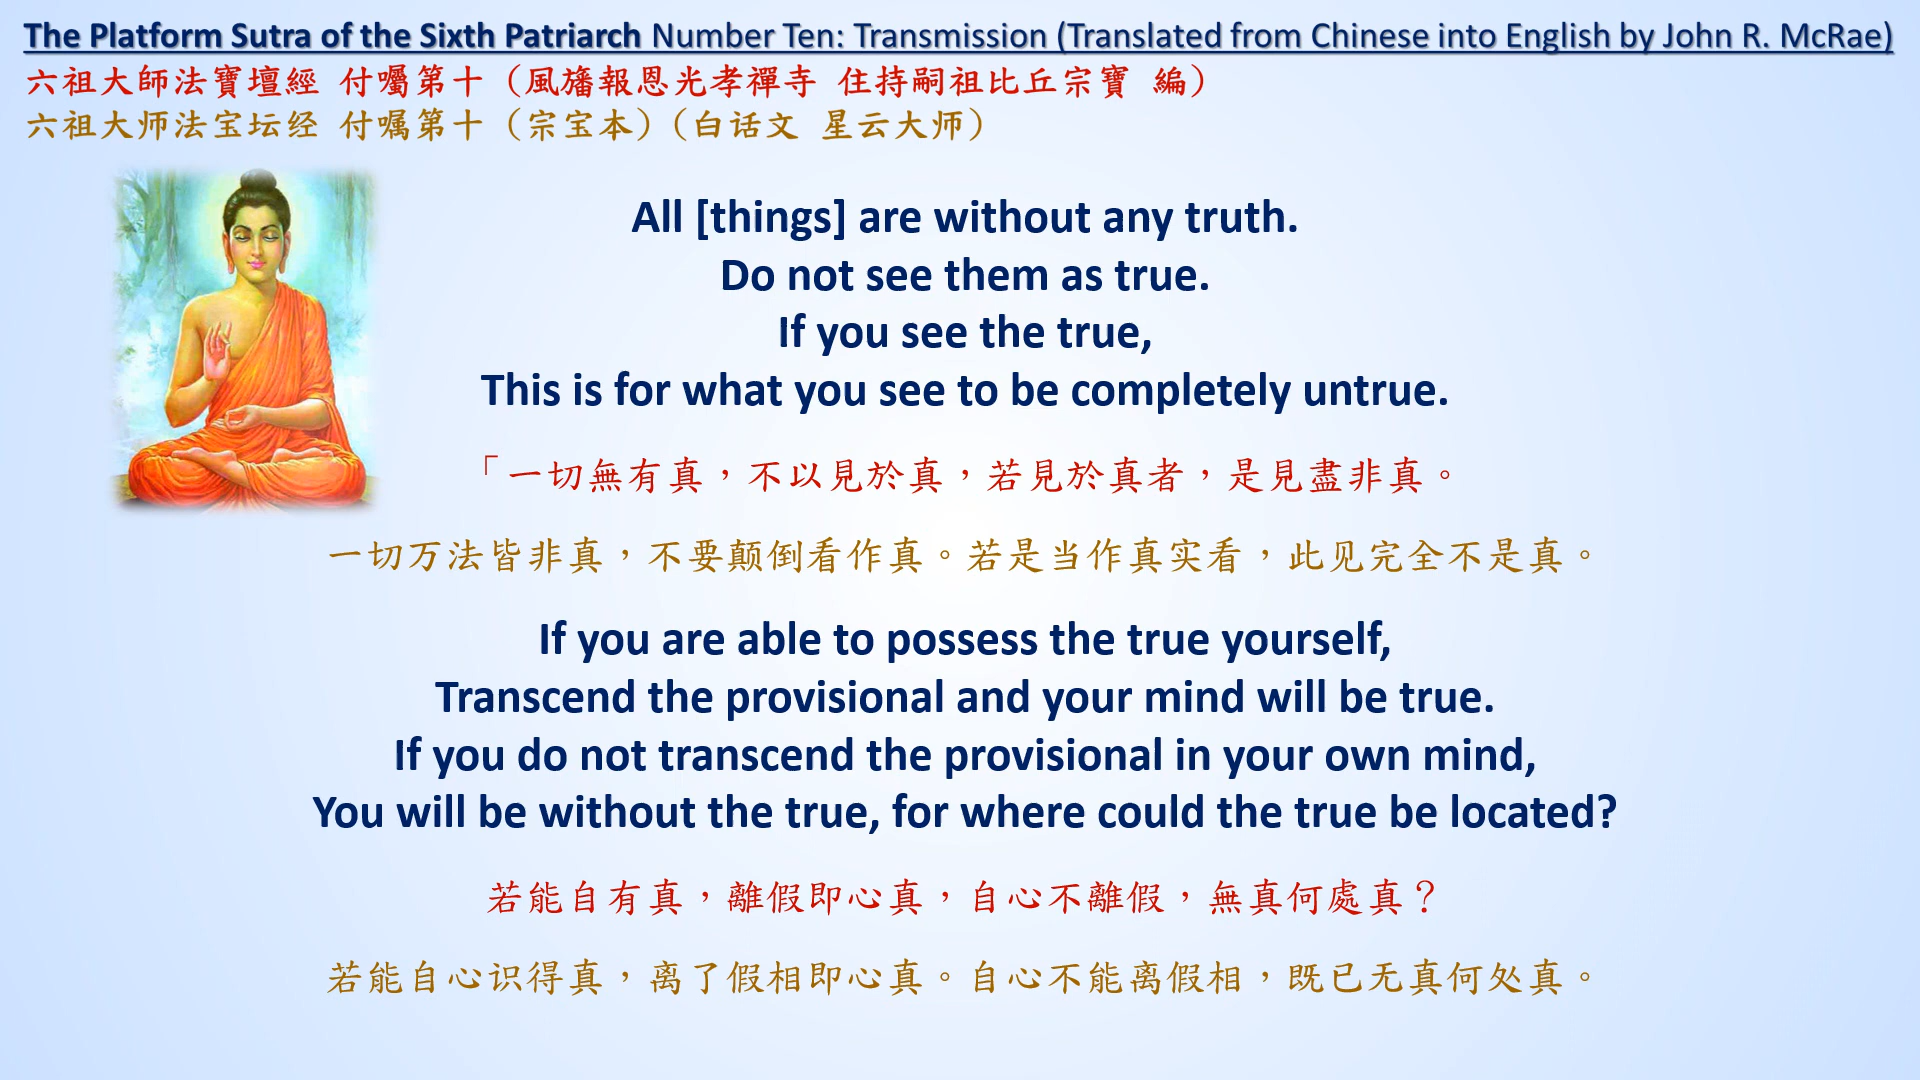 The Platform Sutra of the Sixth Patriarch Number Ten: Transmission (Translated from Chinese into English by John R. McRae)
六祖大師法寶壇經 付囑第十（風旛報恩光孝禪寺 住持嗣祖比丘宗寶 編）
六祖大师法宝坛经 付嘱第十（宗宝本）（白话文 星云大师）
All [things] are without any truth.
Do not see them as true.
If you see the true,
This is for what you see to be completely untrue.
「一切無有真，不以見於真，若見於真者，是見盡非真。
一切万法皆非真，不要颠倒看作真。若是当作真实看，此见完全不是真。
If you are able to possess the true yourself,
Transcend the provisional and your mind will be true.
If you do not transcend the provisional in your own mind,
You will be without the true, for where could the true be located?
若能自有真，離假即心真，自心不離假，無真何處真？
若能自心识得真，离了假相即心真。自心不能离假相，既已无真何处真。